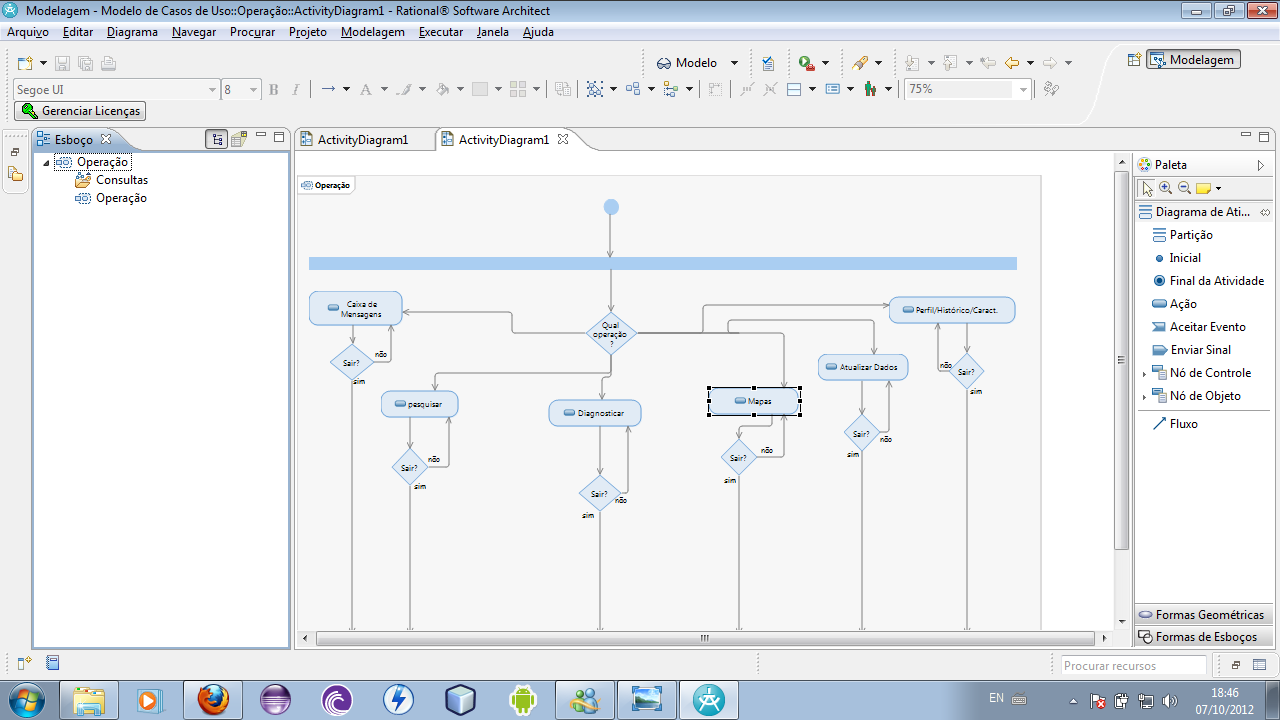 Modelagem - Modelo de Casos de Uso::Operação::ActivityDiagram1 - Rational® Software Architect
Arquivo Editar Diagrama Navegar Procurar Projeto Modelagem Executar Janela Ajuda
Modelo
Modelagem
Segoe UI 8 B I A 75%
Gerenciar Licenças
Esboço
ActivityDiagram1
ActivityDiagram1
Operação
Consultas
Operação
Operação
Caixa de
Mensagens
Qual
operação
?
Perfil/Histórico/Caract.
Sair?
não
sim
Atualizar Dados
Sair?
não
sim
pesquisar
Diagnosticar
Mapas
Sair?
não
sim
Sair?
não
sim
Sair?
não
sim
Sair?
não
sim
Paleta
Diagrama de Ati...
Partição
Inicial
Final da Atividade
Ação
Aceitar Evento
Enviar Sinal
Nó de Controle
Nó de Objeto
Fluxo
Formas Geométricas
Formas de Esboços
Procurar recursos
EN
18:46
07/10/2012